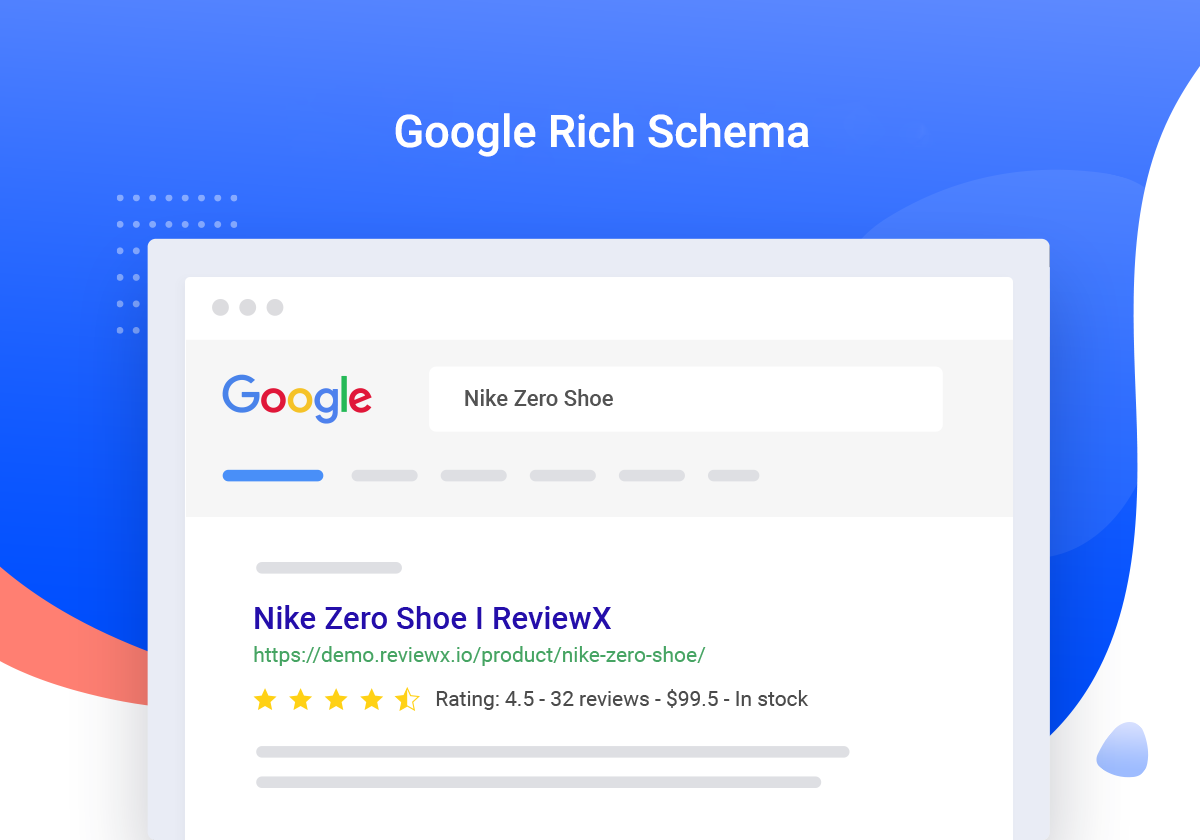 Google Rich Schema
Google
Nike Zero Shoe
Nike Zero Shoe I ReviewX
https://demo.reviewx.io/product/nike-zero-shoe/
Rating: 4.5 - 32 reviews - $99.5 - In stock